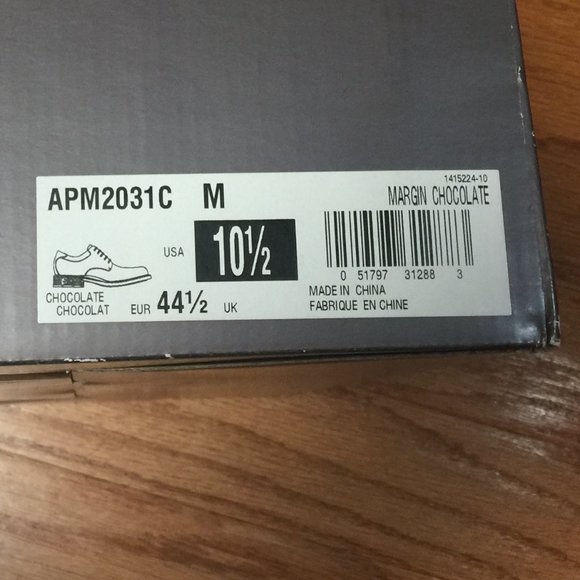 APM2031C M
1415224-10
MARGIN CHOCOLATE
USA 10½
0 51797 31288 3
CHOCOLATE
CHOCOLAT
EUR 44½ UK
MADE IN CHINA
FABRIQUE EN CHINE